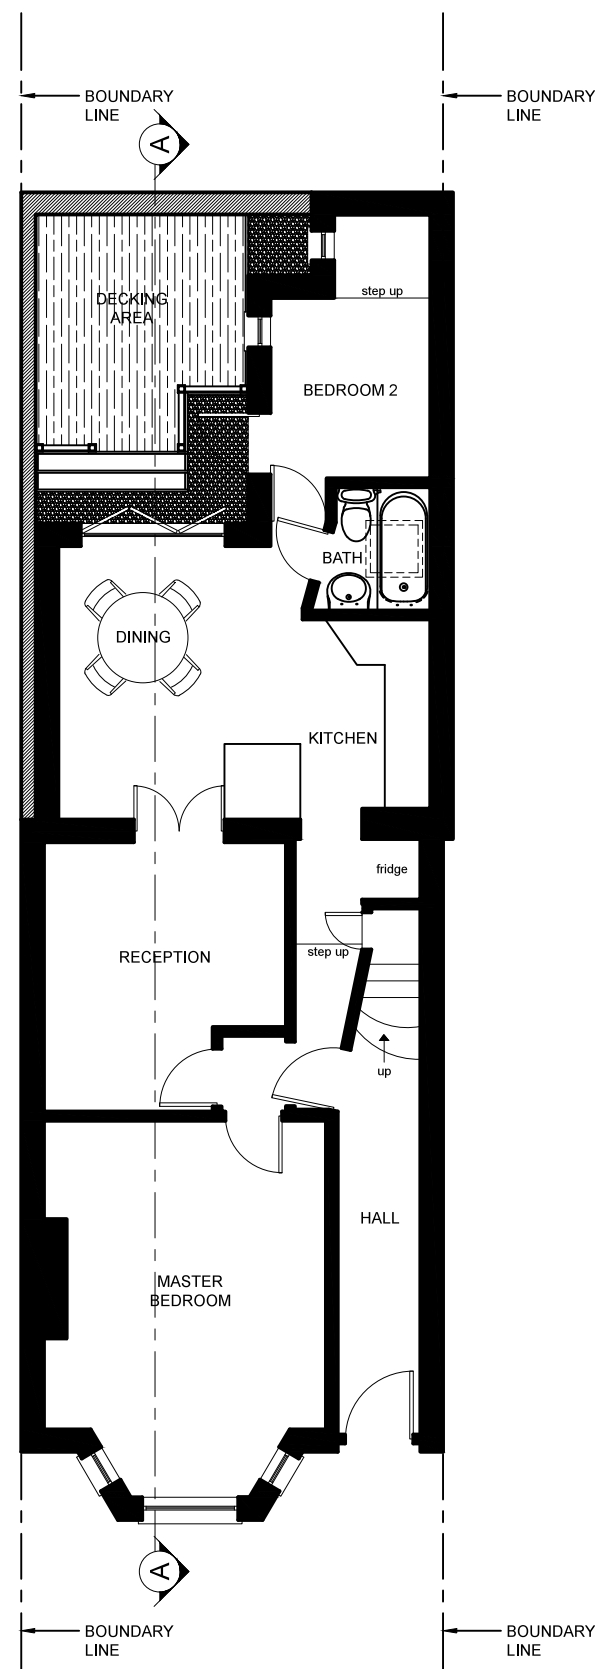 BOUNDARY
LINE
BOUNDARY
LINE
A
step up
DECKING
AREA
BEDROOM 2
BATH
DINING
KITCHEN
fridge
step up
RECEPTION
up
HALL
MASTER
BEDROOM
A
BOUNDARY
LINE
BOUNDARY
LINE